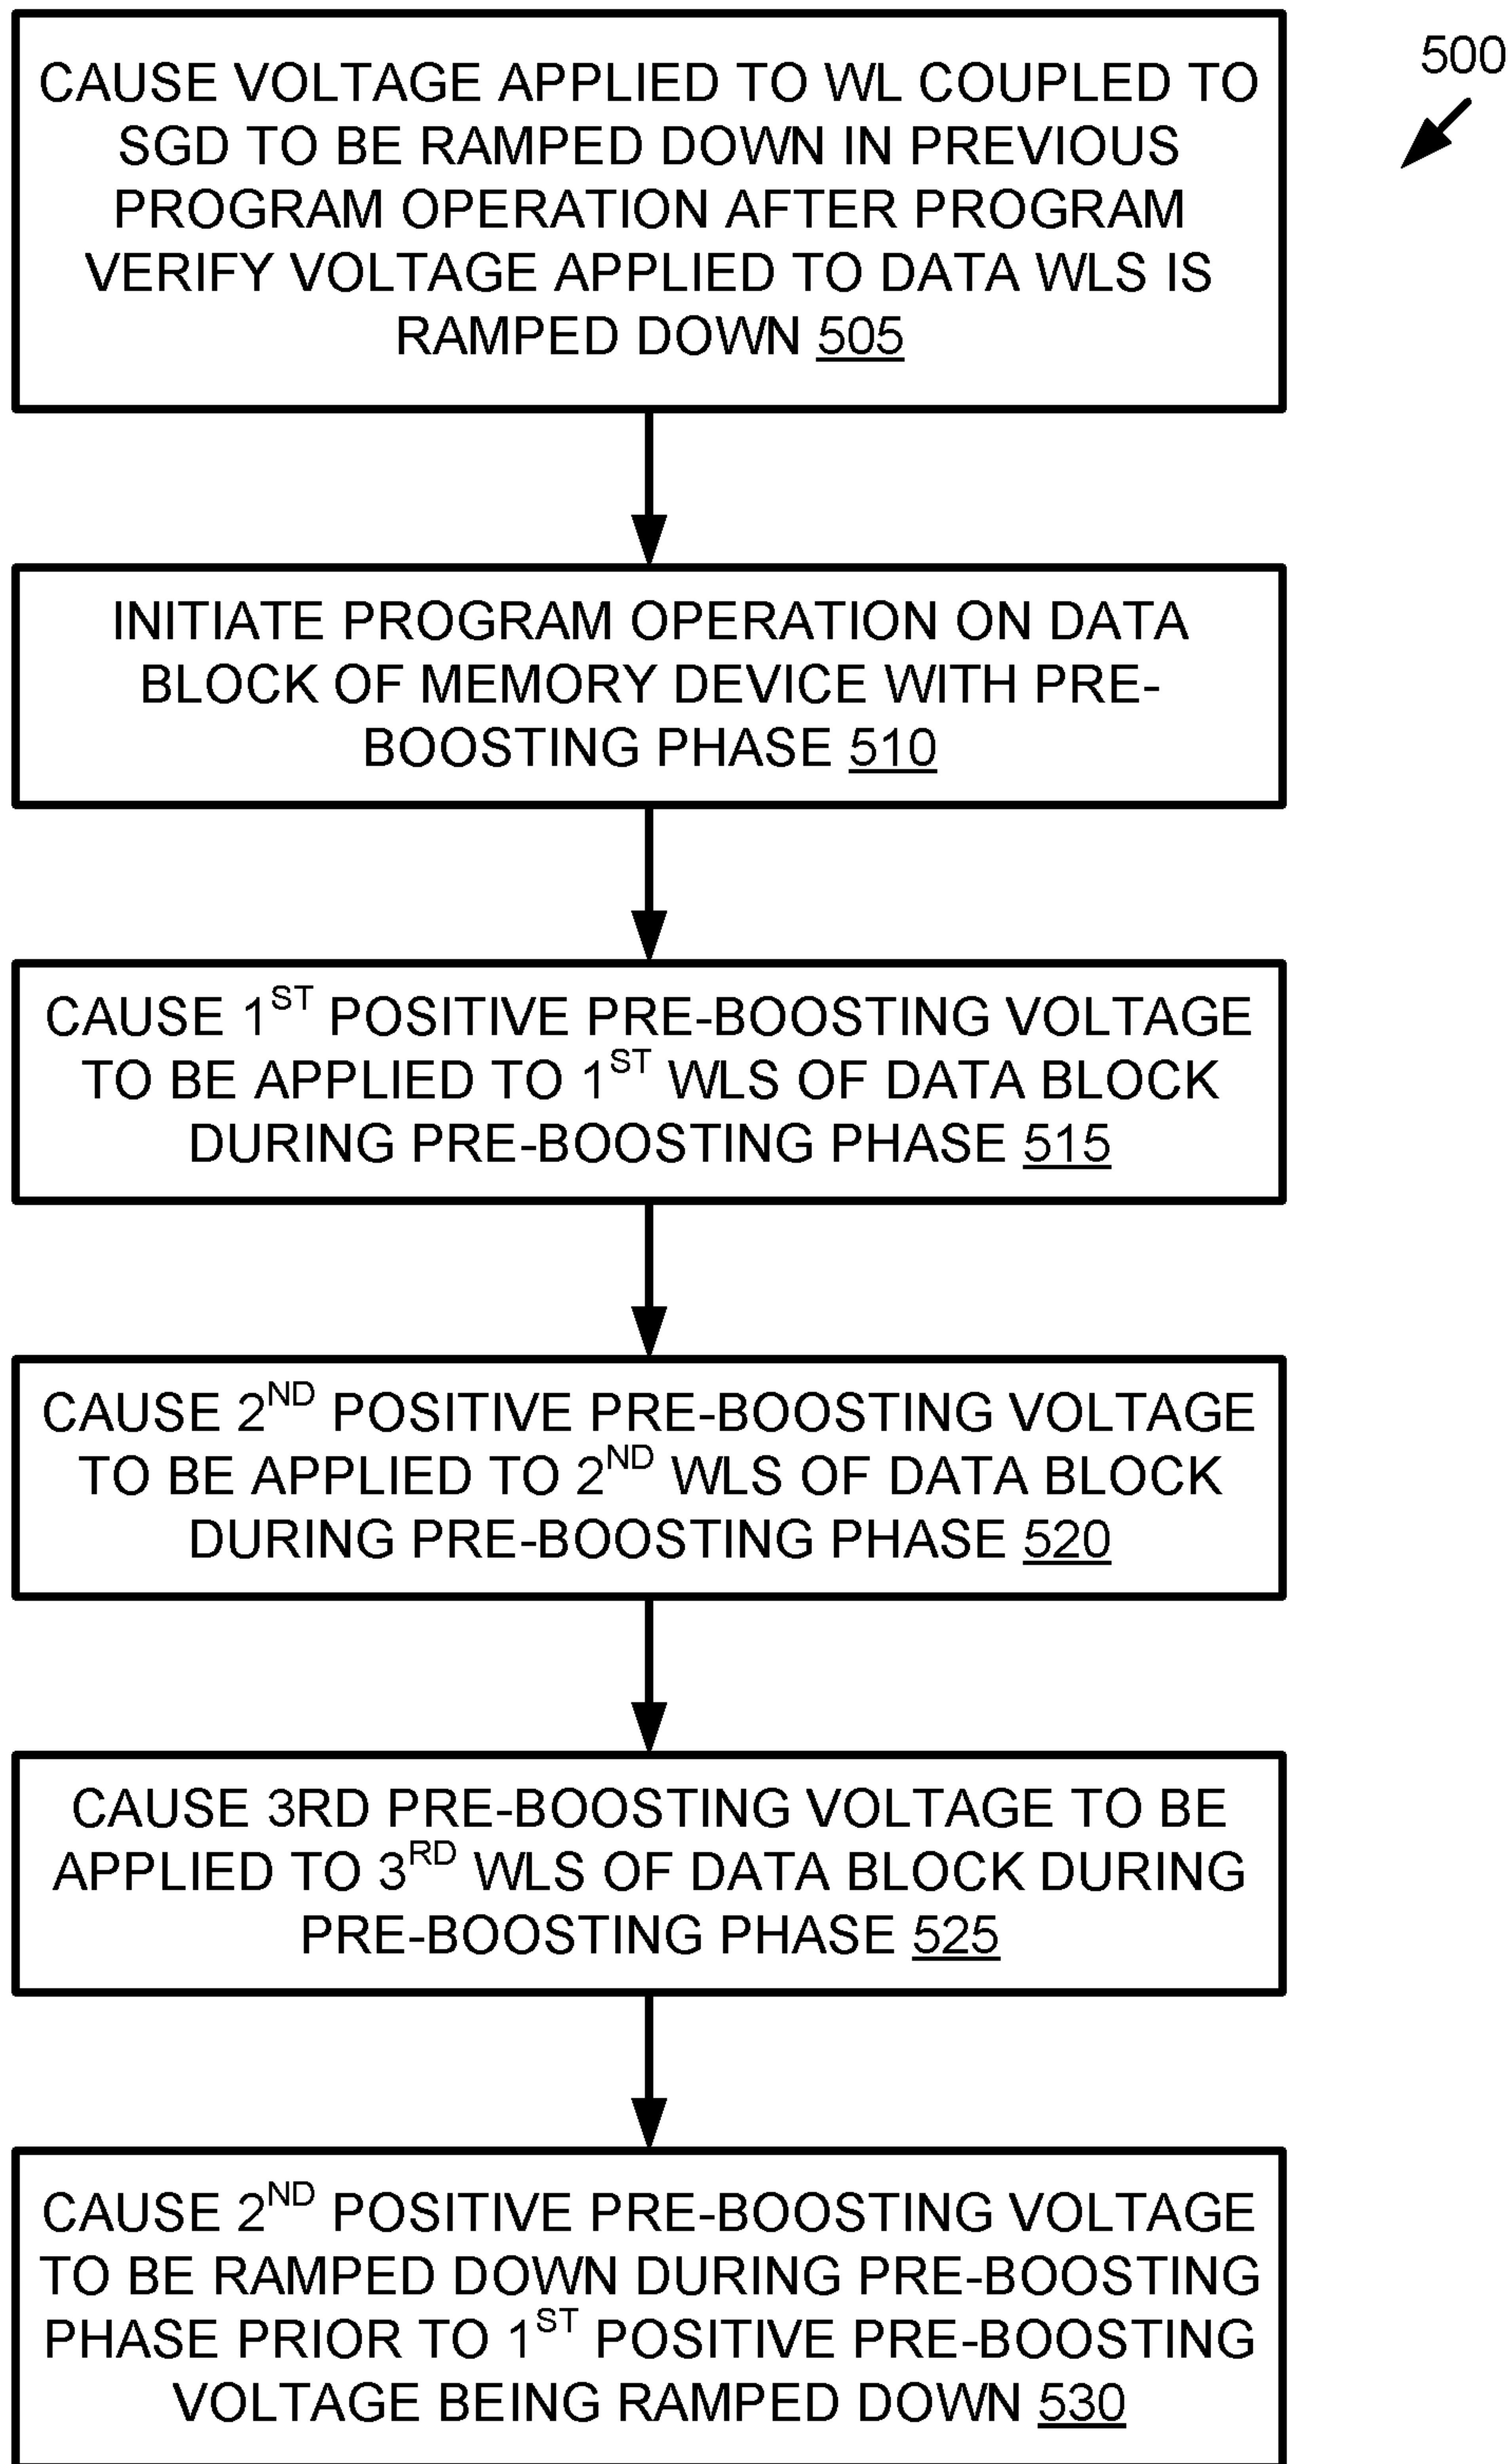 500
CAUSE VOLTAGE APPLIED TO WL COUPLED TO
SGD TO BE RAMPED DOWN IN PREVIOUS
PROGRAM OPERATION AFTER PROGRAM
VERIFY VOLTAGE APPLIED TO DATA WLS IS
RAMPED DOWN 505
INITIATE PROGRAM OPERATION ON DATA
BLOCK OF MEMORY DEVICE WITH PRE-
BOOSTING PHASE 510
CAUSE 1ST POSITIVE PRE-BOOSTING VOLTAGE
TO BE APPLIED TO 1ST WLS OF DATA BLOCK
DURING PRE-BOOSTING PHASE 515
CAUSE 2ND POSITIVE PRE-BOOSTING VOLTAGE
TO BE APPLIED TO 2ND WLS OF DATA BLOCK
DURING PRE-BOOSTING PHASE 520
CAUSE 3RD PRE-BOOSTING VOLTAGE TO BE
APPLIED TO 3RD WLS OF DATA BLOCK DURING
PRE-BOOSTING PHASE 525
CAUSE 2ND POSITIVE PRE-BOOSTING VOLTAGE
TO BE RAMPED DOWN DURING PRE-BOOSTING
PHASE PRIOR TO 1ST POSITIVE PRE-BOOSTING
VOLTAGE BEING RAMPED DOWN 530